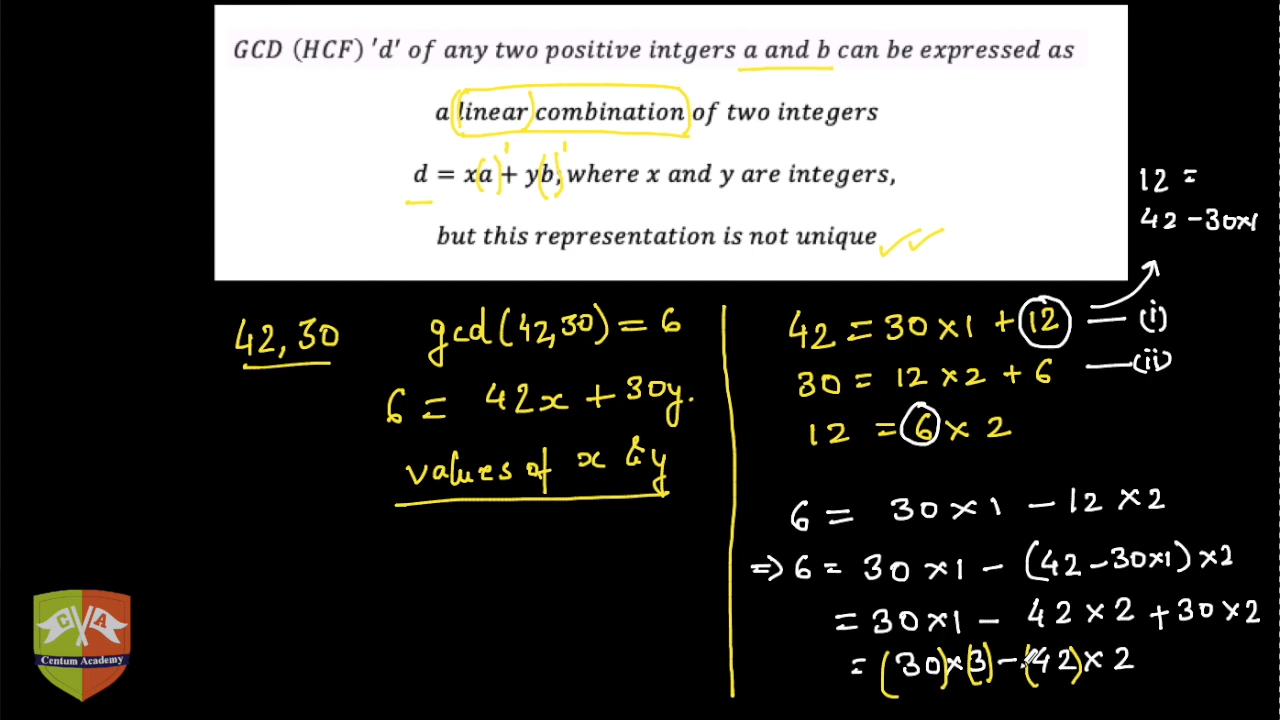 GCD (HCF) 'd' of any two positive intgers a and b can be expressed as
a linear combination of two integers
d = xa + yb, where x and y are integers,
but this representation is not unique
12 =
42 - 30x1
42, 30
gcd(42,30) = 6
6 = 42x + 30y.
values of x & y
42 = 30 x 1 + 12 — (i)
30 = 12 x 2 + 6 — (ii)
12 = 6 x 2
6 = 30 x 1 - 12 x 2
=> 6 = 30 x 1 - (42 - 30x1) x 2
= 30 x 1 - 42 x 2 + 30 x 2
= (30) x (3) - (42) x 2
C A
Centum Academy